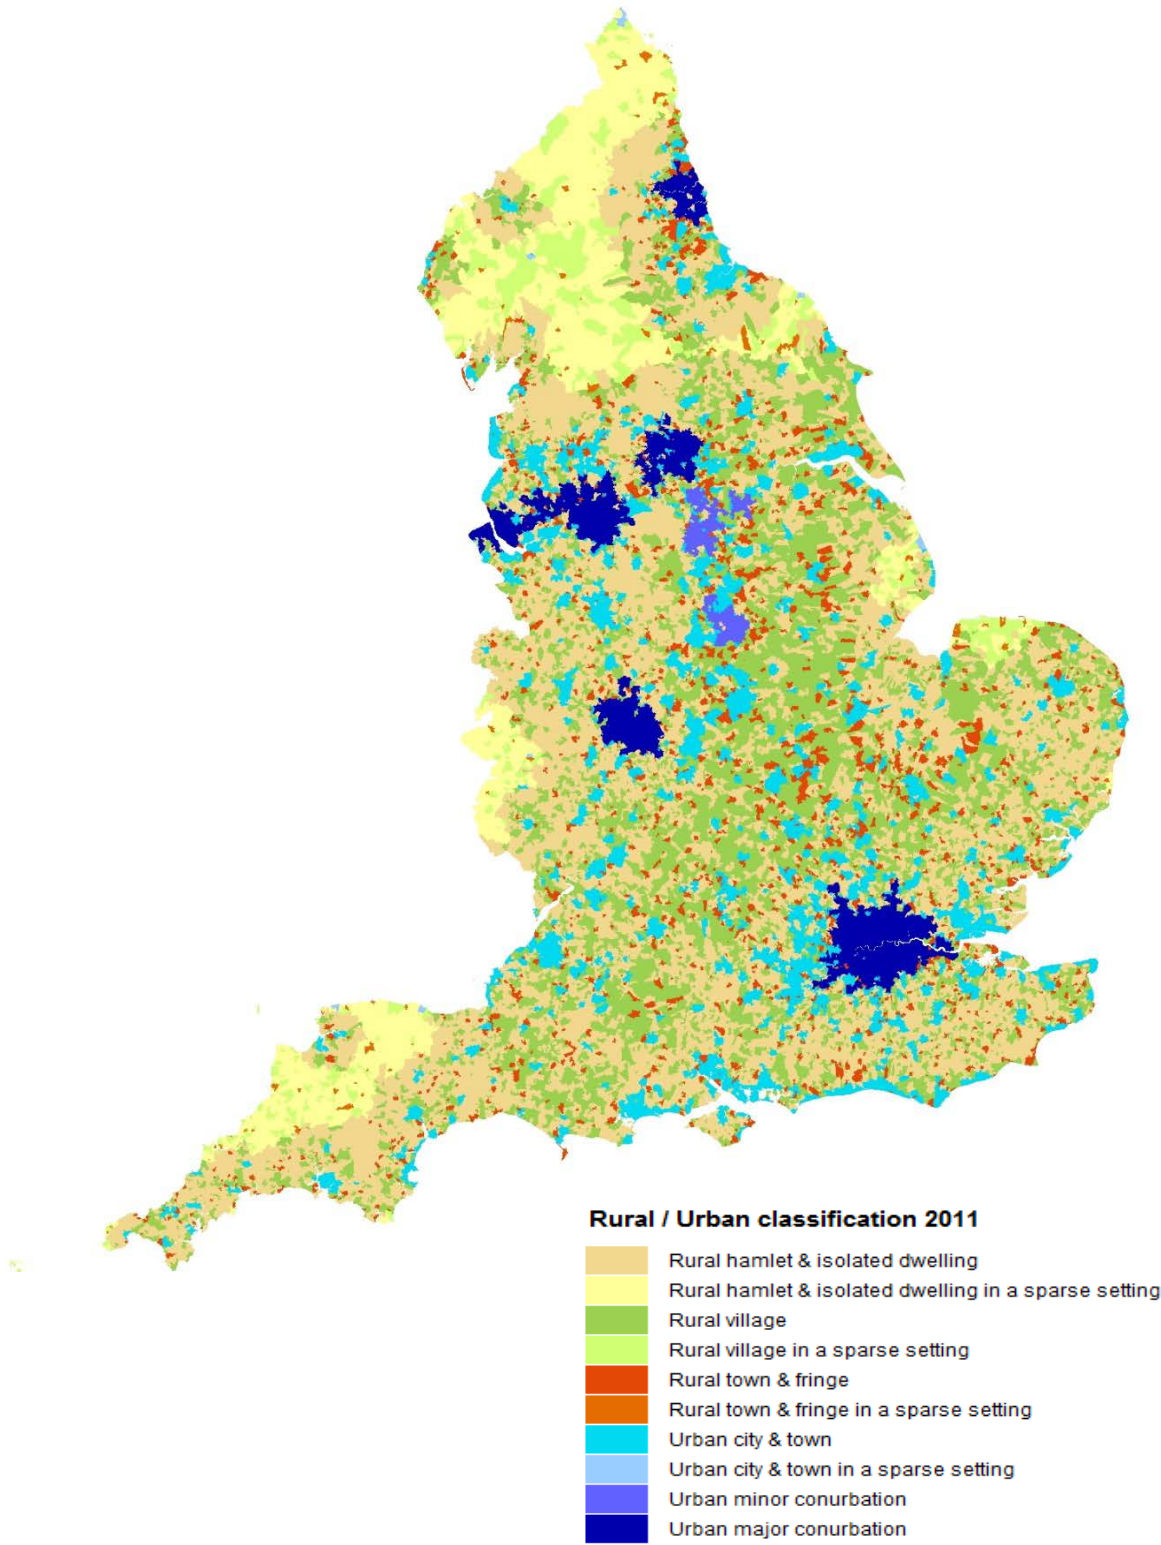 Rural / Urban classification 2011
Rural hamlet & isolated dwelling
Rural hamlet & isolated dwelling in a sparse setting
Rural village
Rural village in a sparse setting
Rural town & fringe
Rural town & fringe in a sparse setting
Urban city & town
Urban city & town in a sparse setting
Urban minor conurbation
Urban major conurbation